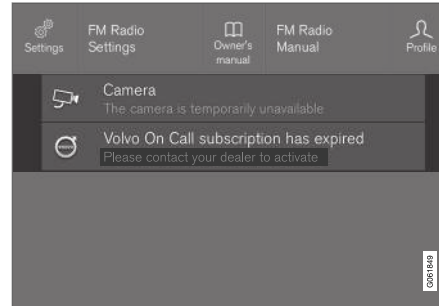 Settings
FM Radio
Settings
Owner's
manual
FM Radio
Manual
Profile
Camera
The camera is temporarily unavailable
Volvo On Call subscription has expired
Please contact your dealer to activate
G061849